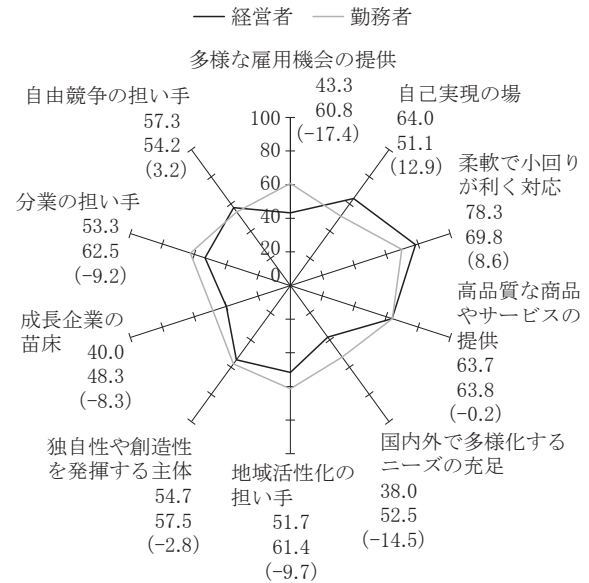 経営者 勤務者
多様な雇用機会の提供
43.3
60.8
(-17.4)
自己実現の場
64.0
51.1
(12.9)
柔軟で小回り
が利く対応
78.3
69.8
(8.6)
高品質な商品
やサービスの
提供
63.7
63.8
(-0.2)
国内外で多様化する
ニーズの充足
38.0
52.5
(-14.5)
地域活性化の
担い手
51.7
61.4
(-9.7)
独自性や創造性
を発揮する主体
54.7
57.5
(-2.8)
成長企業の
苗床
40.0
48.3
(-8.3)
分業の担い手
53.3
62.5
(-9.2)
自由競争の担い手
57.3
54.2
(3.2)
100
80
60
40
20
0